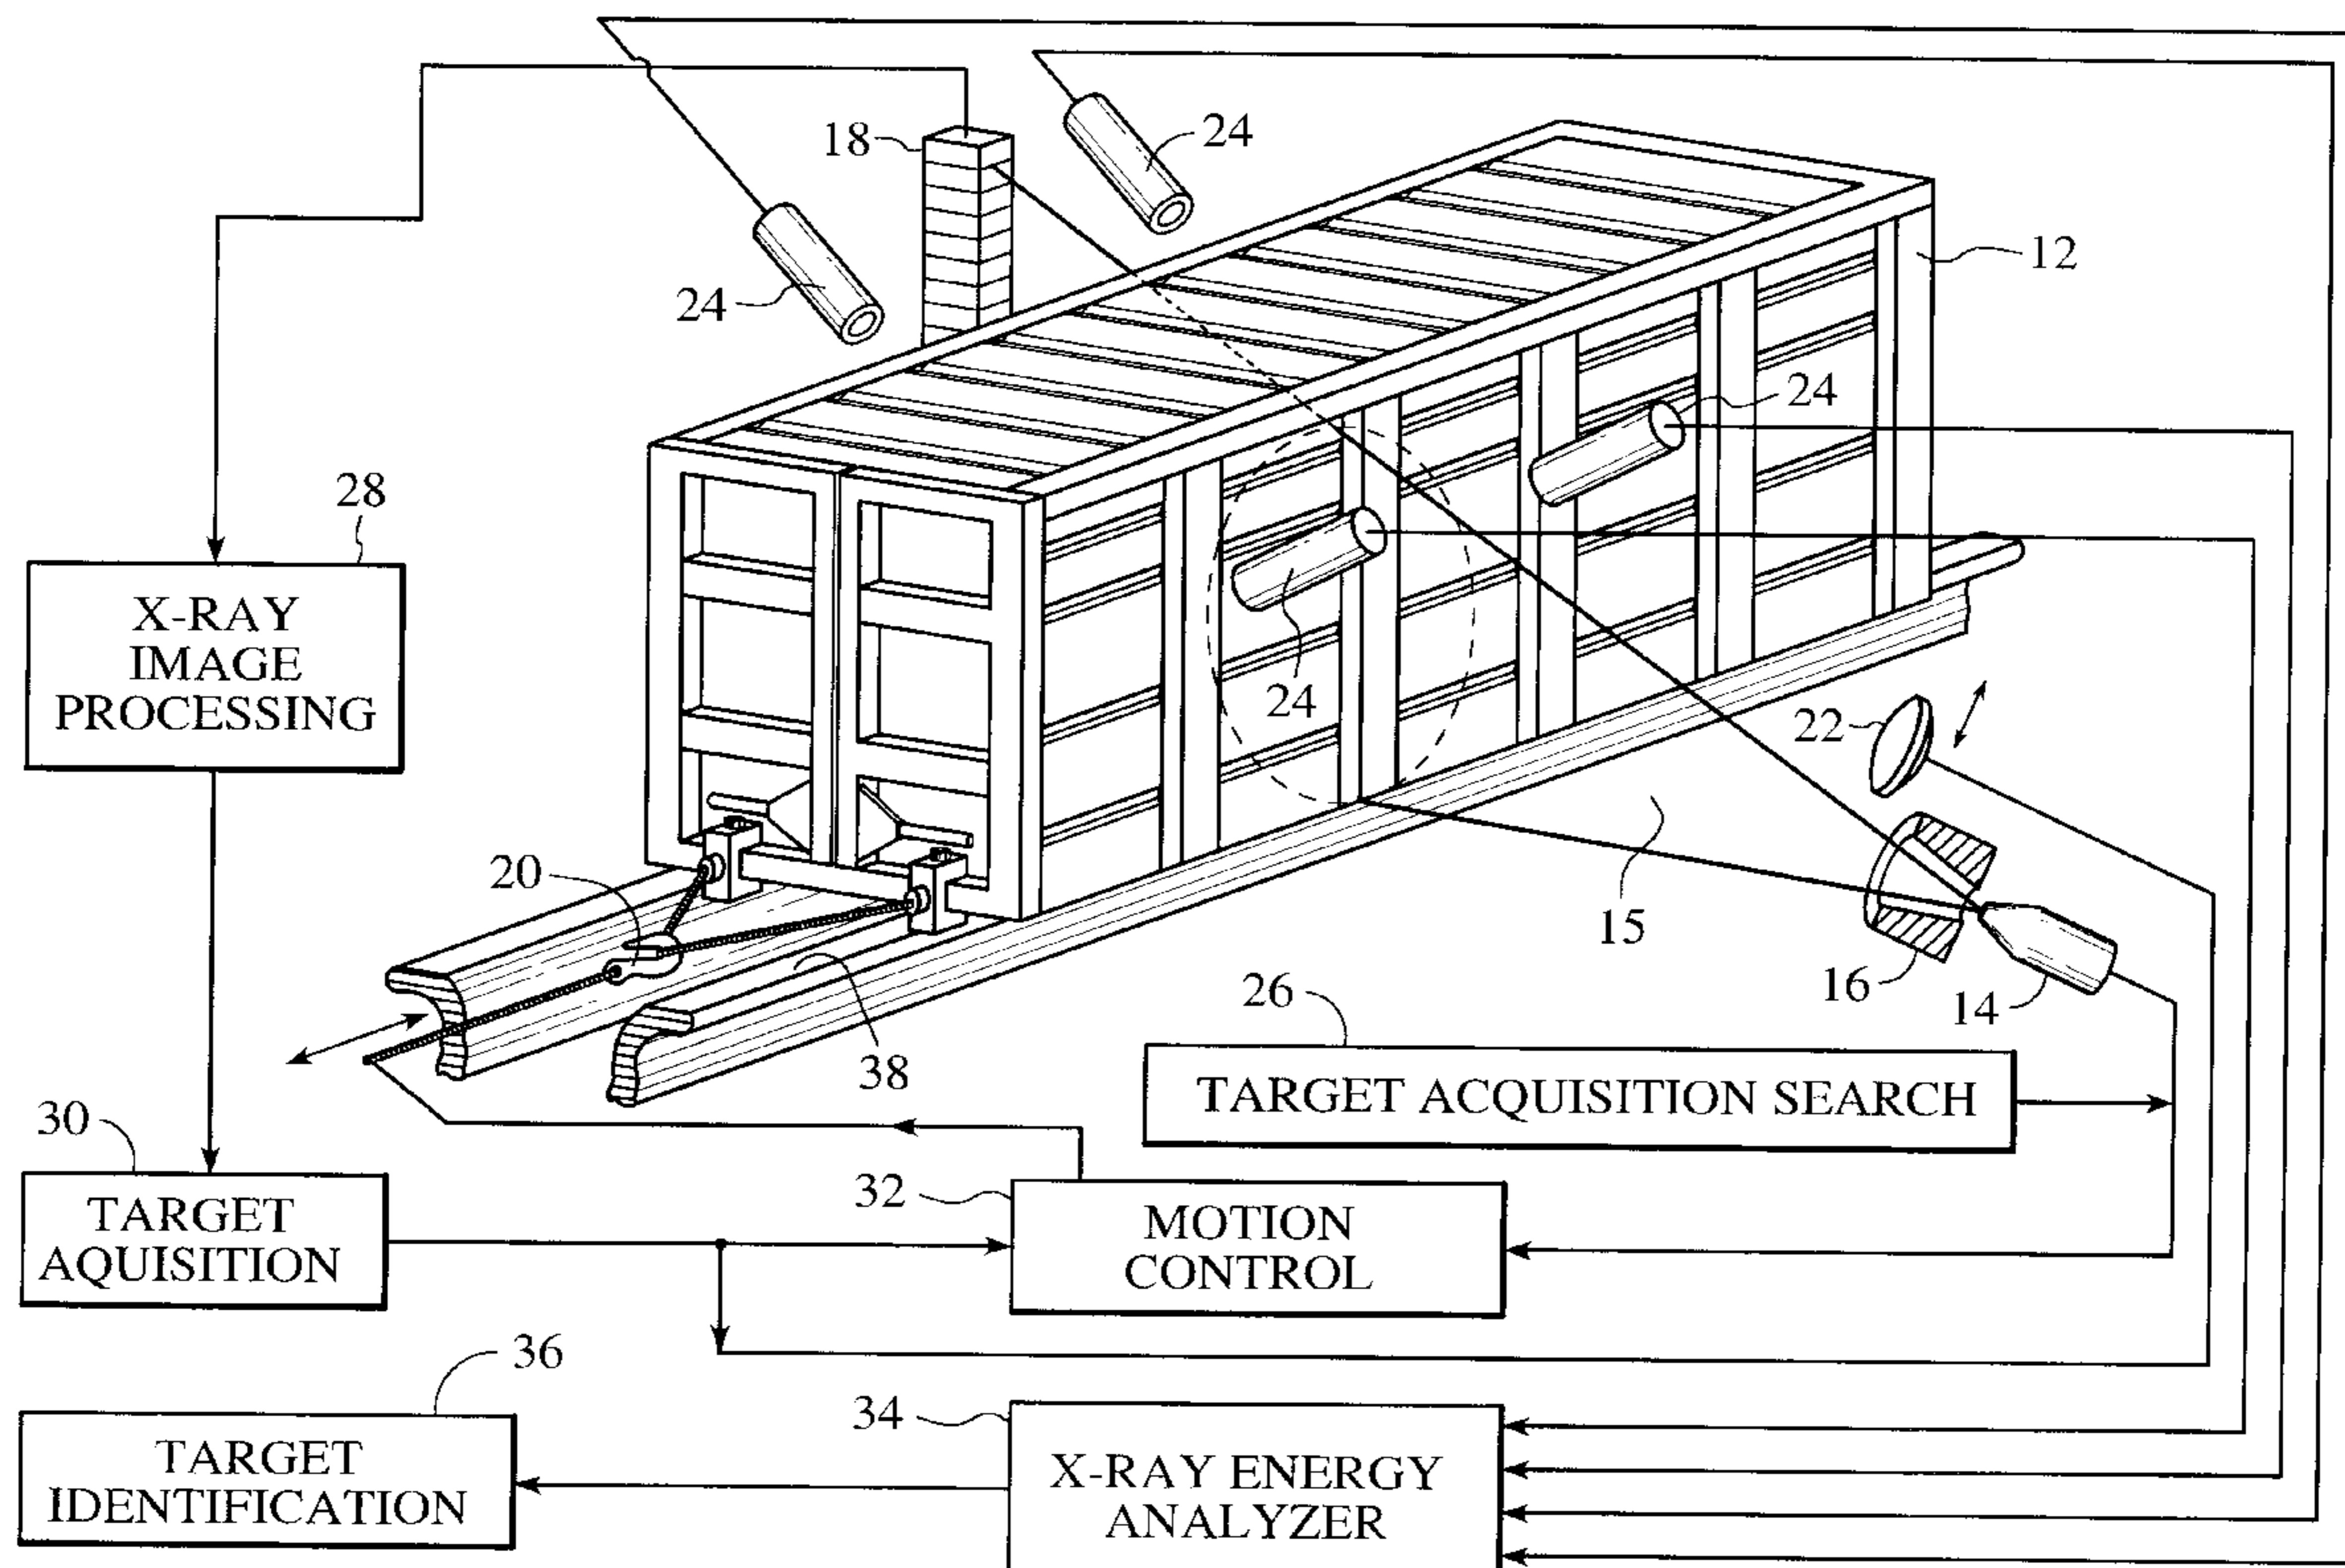 18
24
12
24
24
28
X-RAY
IMAGE
PROCESSING
24
22
20
15
16
14
26
38
TARGET ACQUISITION SEARCH
30
32
TARGET
AQUISITION
MOTION
CONTROL
36
34
TARGET
IDENTIFICATION
X-RAY ENERGY
ANALYZER